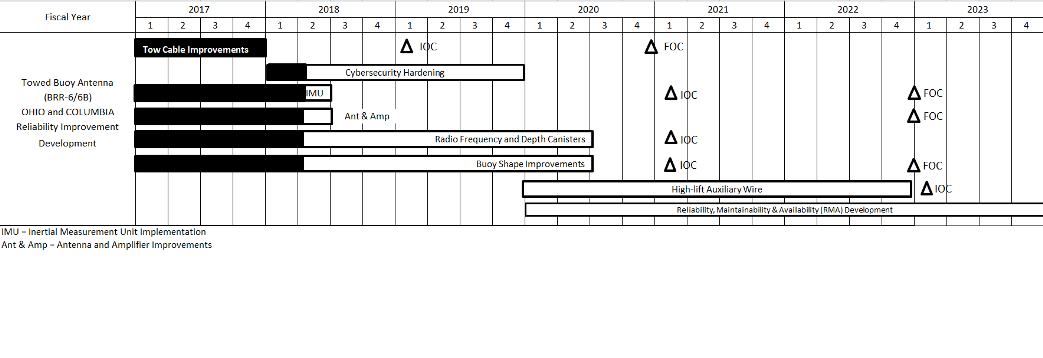 Fiscal Year 2017 2018 2019 2020 2021 2022 2023
1 2 3 4 1 2 3 4 1 2 3 4 1 2 3 4 1 2 3 4 1 2 3 4 1 2 3 4
Tow Cable Improvements IOC FOC
Cybersecurity Hardening
Towed Buoy Antenna
(BRR-6/6B)
OHIO and COLUMBIA
Reliability Improvement
Development
IMU IOC FOC
Ant & Amp FOC
Radio Frequency and Depth Canisters IOC
Buoy Shape Improvements IOC FOC
High-lift Auxiliary Wire IOC
Reliability, Maintainability & Availability (RMA) Development
IMU – Inertial Measurement Unit Implementation
Ant & Amp – Antenna and Amplifier Improvements